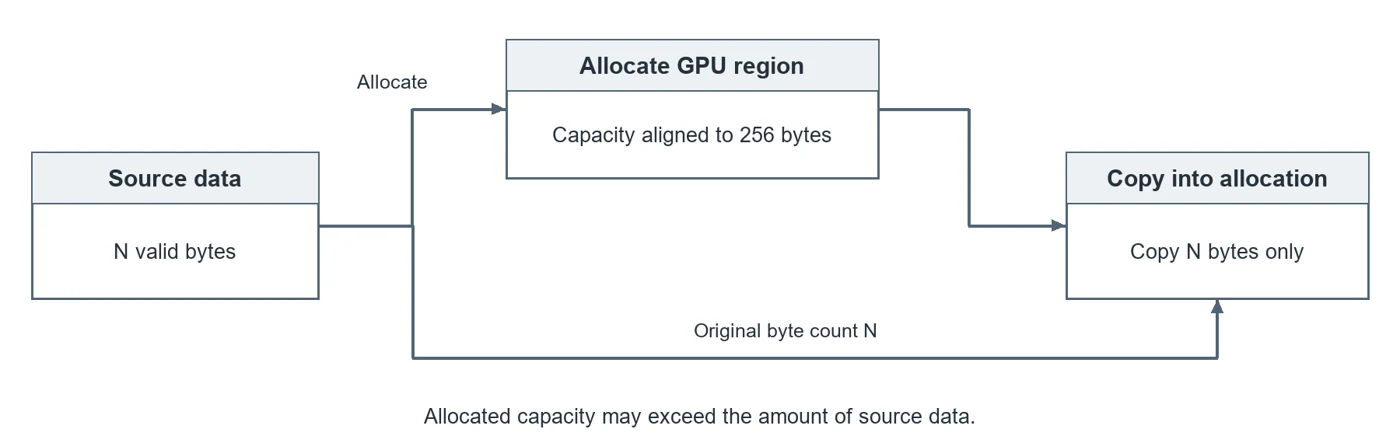 Allocate
Allocate GPU region
Capacity aligned to 256 bytes
Source data
N valid bytes
Copy into allocation
Copy N bytes only
Original byte count N
Allocated capacity may exceed the amount of source data.